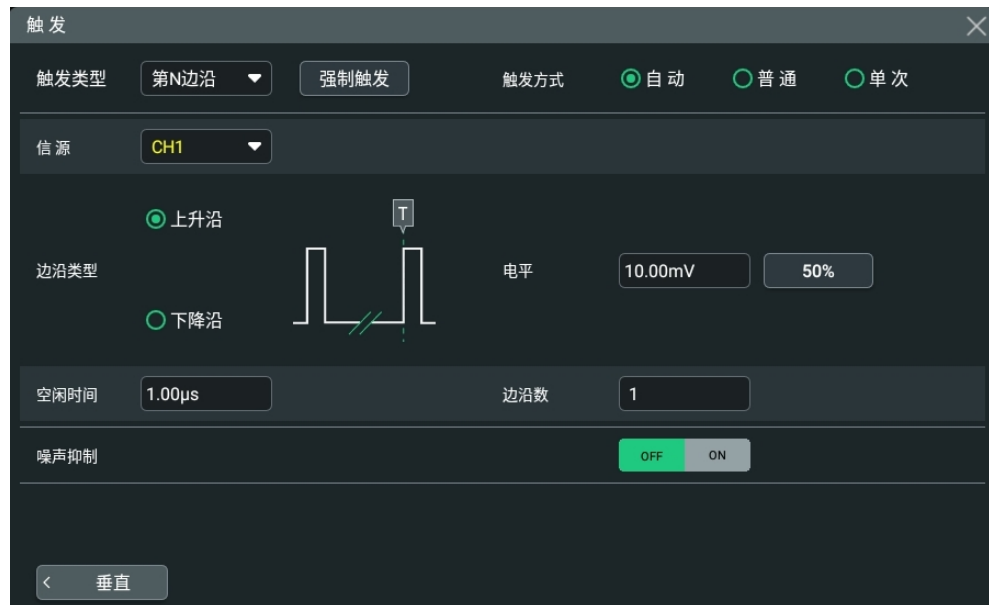 触发
触发类型 第N边沿 强制触发 触发方式 自动 普通 单次
信源 CH1
上升沿
T
边沿类型 电平 10.00mV 50%
下降沿
空闲时间 1.00µs 边沿数 1
噪声抑制 OFF ON
< 垂直